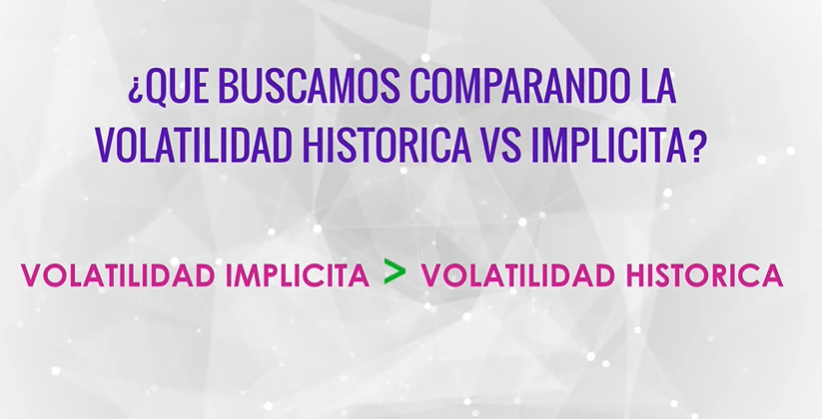 ¿QUE BUSCAMOS COMPARANDO LA
VOLATILIDAD HISTORICA VS IMPLICITA?
VOLATILIDAD IMPLICITA > VOLATILIDAD HISTORICA